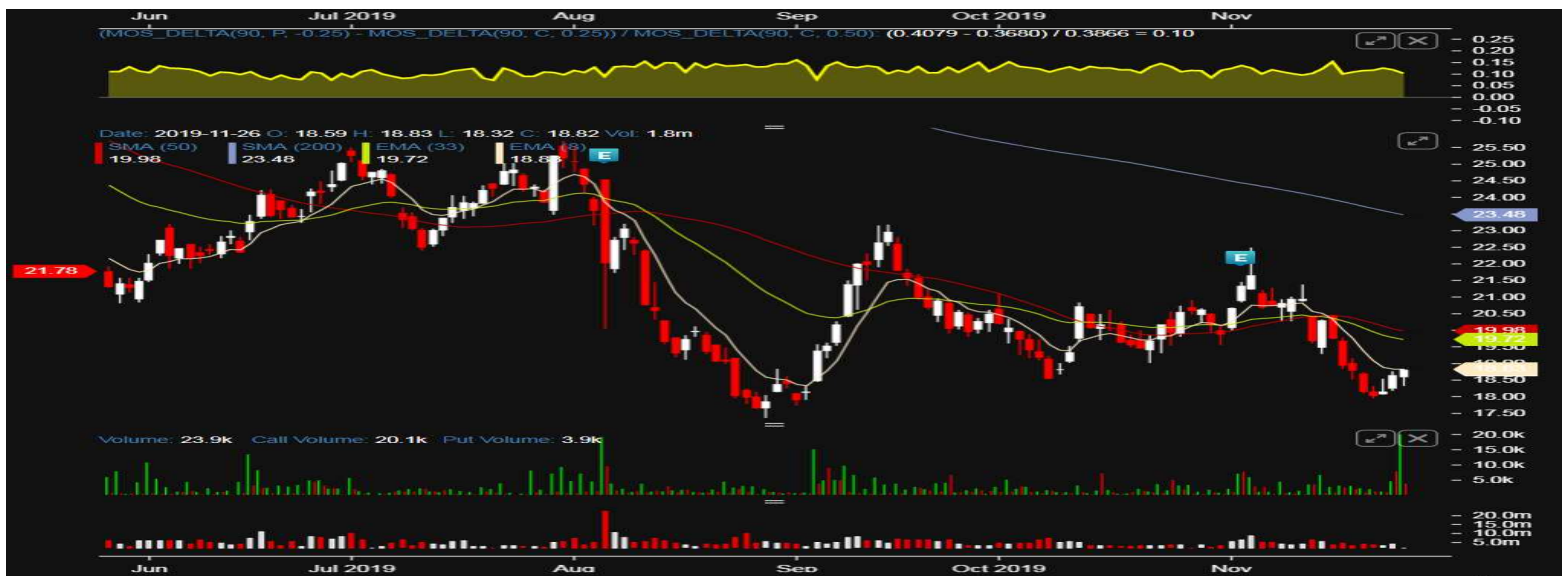 Jun Jul 2019 Aug Sep Oct 2019 Nov
(MOS_DELTA(90, P, -0.25) - MOS_DELTA(90, C, 0.25)) / MOS_DELTA(90, C, 0.50): (0.4079 - 0.3680) / 0.3866 = 0.10
0.25
0.20
0.15
0.10
0.05
0.00
-0.05
-0.10
Date: 2019-11-26 O: 18.59 H: 18.83 L: 18.32 C: 18.82 Vol: 1.8m
SMA (50) SMA (200) EMA (33) EMA (8)
19.98 23.48 19.72 18.83
E
E
21.78
25.50
25.00
24.50
24.00
23.48
23.00
22.50
22.00
21.50
21.00
20.50
19.98
19.72
18.83
18.50
18.00
17.50
Volume: 23.9k Call Volume: 20.1k Put Volume: 3.9k
20.0k
15.0k
10.0k
5.0k
20.0m
15.0m
10.0m
5.0m
Jun Jul 2019 Aug Sep Oct 2019 Nov